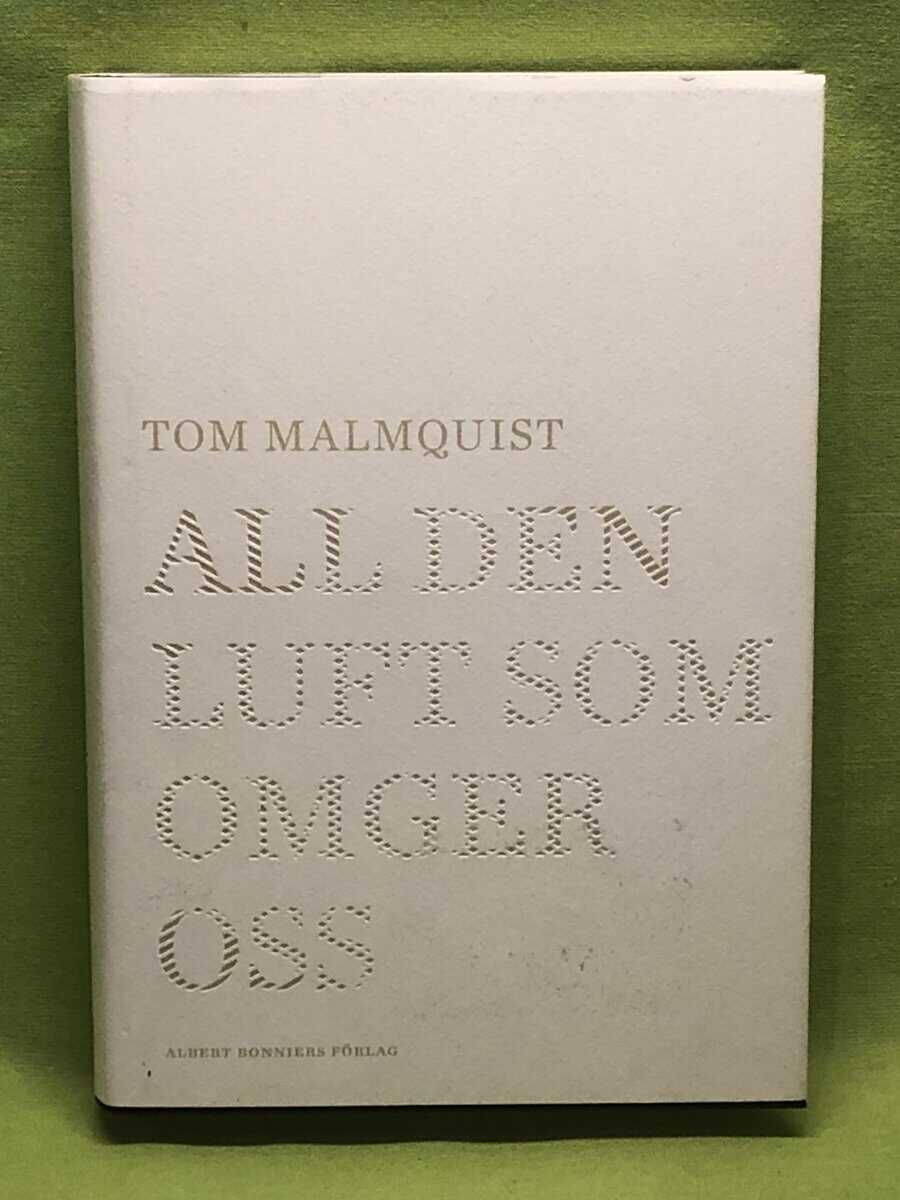 TOM MALMQUIST
ALL DEN
LUFT SOM
OMGER
OSS
ALBERT BONNIERS FÖRLAG